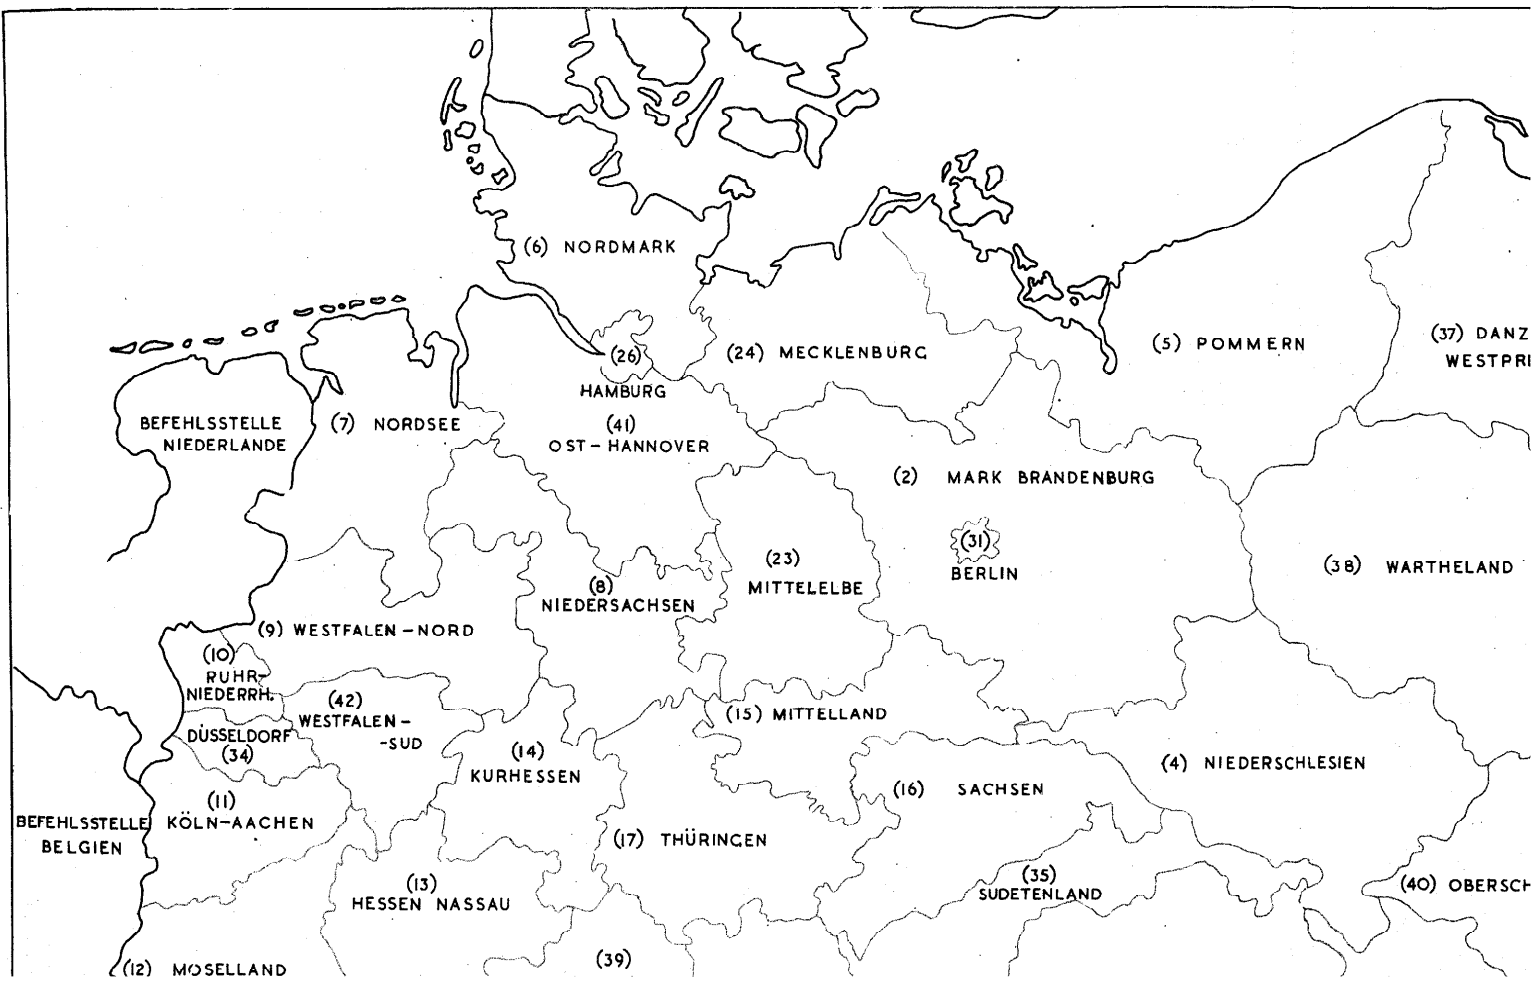 (6) NORDMARK
(26)
HAMBURG
(24) MECKLENBURG
(5) POMMERN
(37) DANZ
WESTPR
BEFEHLSSTELLE
NIEDERLANDE
(7) NORDSEE
(41)
OST-HANNOVER
(2) MARK BRANDENBURG
(31)
BERLIN
(23)
MITTELELBE
(38) WARTHELAND
(8)
NIEDERSACHSEN
(9) WESTFALEN-NORD
(10)
RUHR-
NIEDERRH.
(42)
WESTFALEN-
-SUD
DÜSSELDORF
(34)
(14)
KURHESSEN
(15) MITTELLAND
(16) SACHSEN
(4) NIEDERSCHLESIEN
(11)
KÖLN-AACHEN
BEFEHLSSTELLE
BELGIEN
(17) THÜRINGEN
(13)
HESSEN NASSAU
(35)
SUDETENLAND
(40) OBERSCH
(12) MOSELLAND
(39)